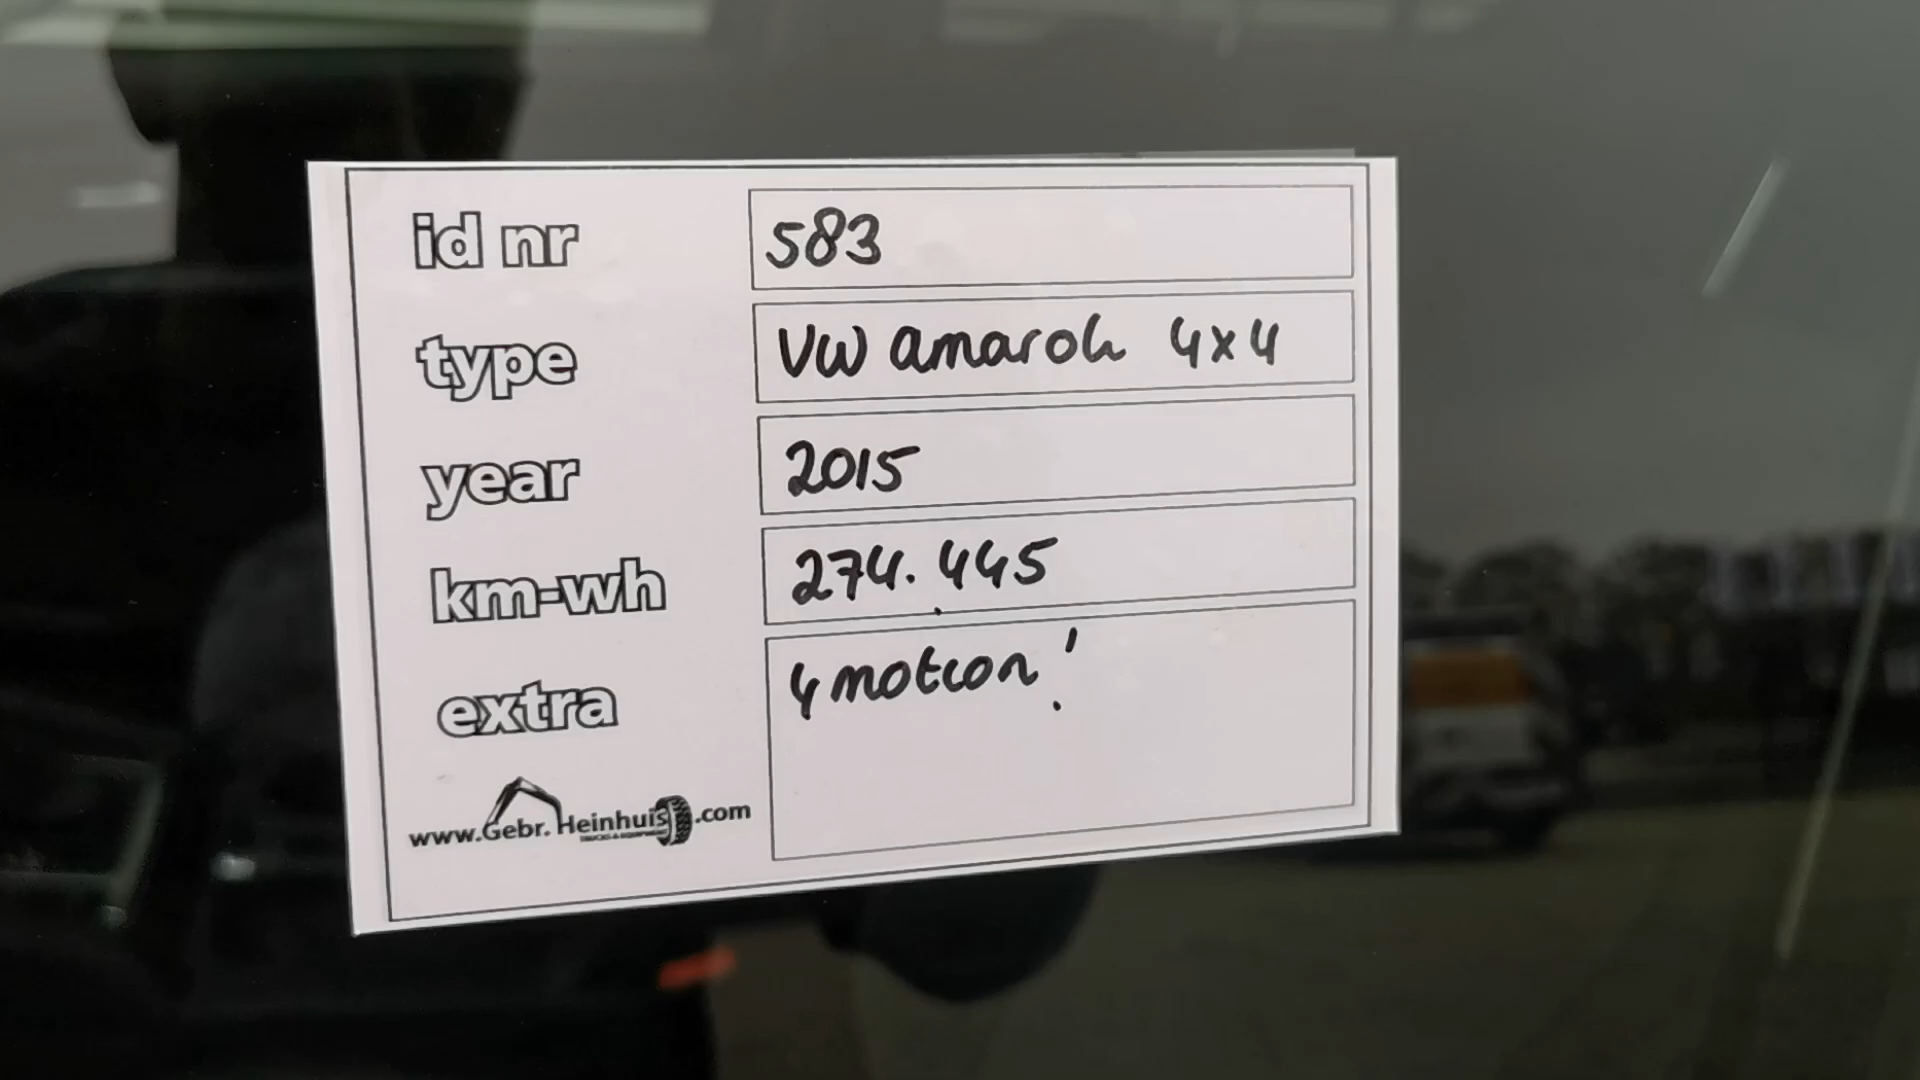 id nr 583
type VW amarok 4x4
year 2015
km-wh 274.445
extra 4motion!
www.Gebr.Heinhuis.com